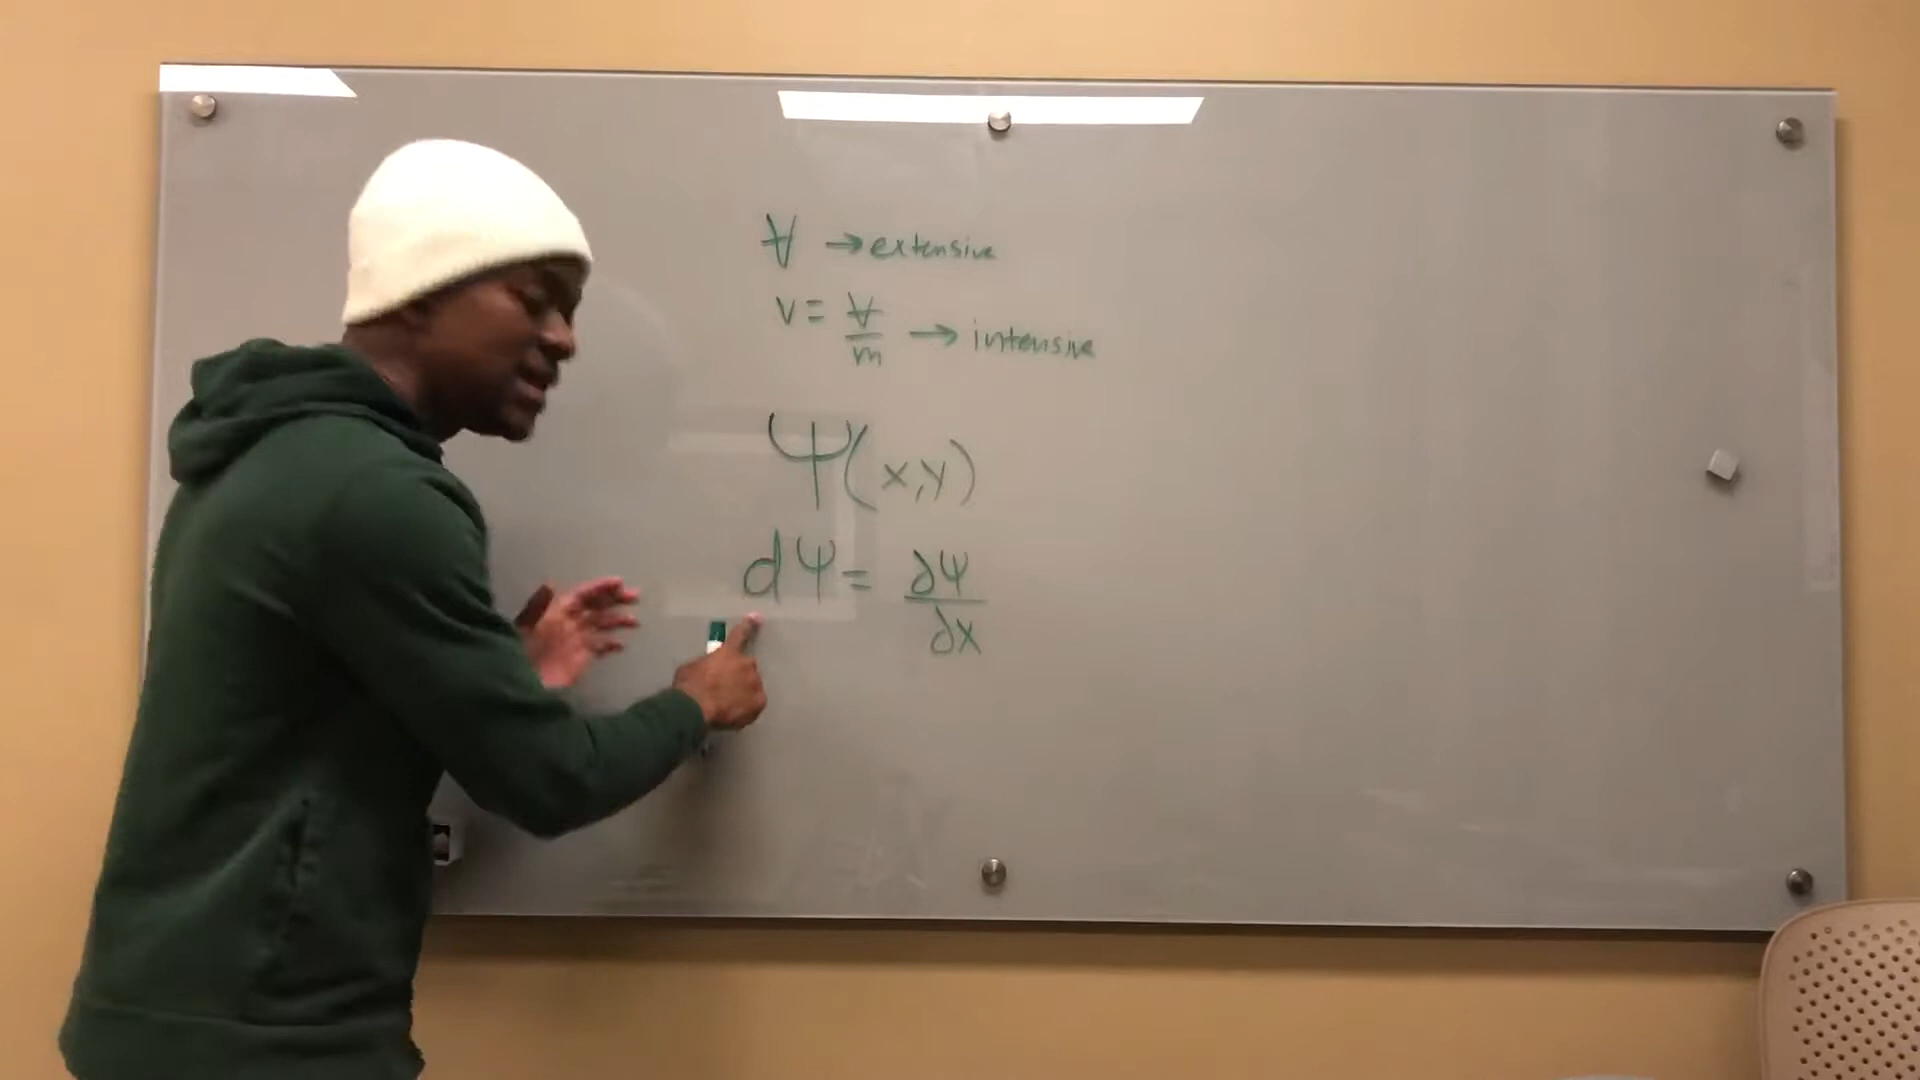 V̶ → extensive
v = V̶/m → intensive
Ψ(x,y)
dΨ = ∂Ψ/∂x